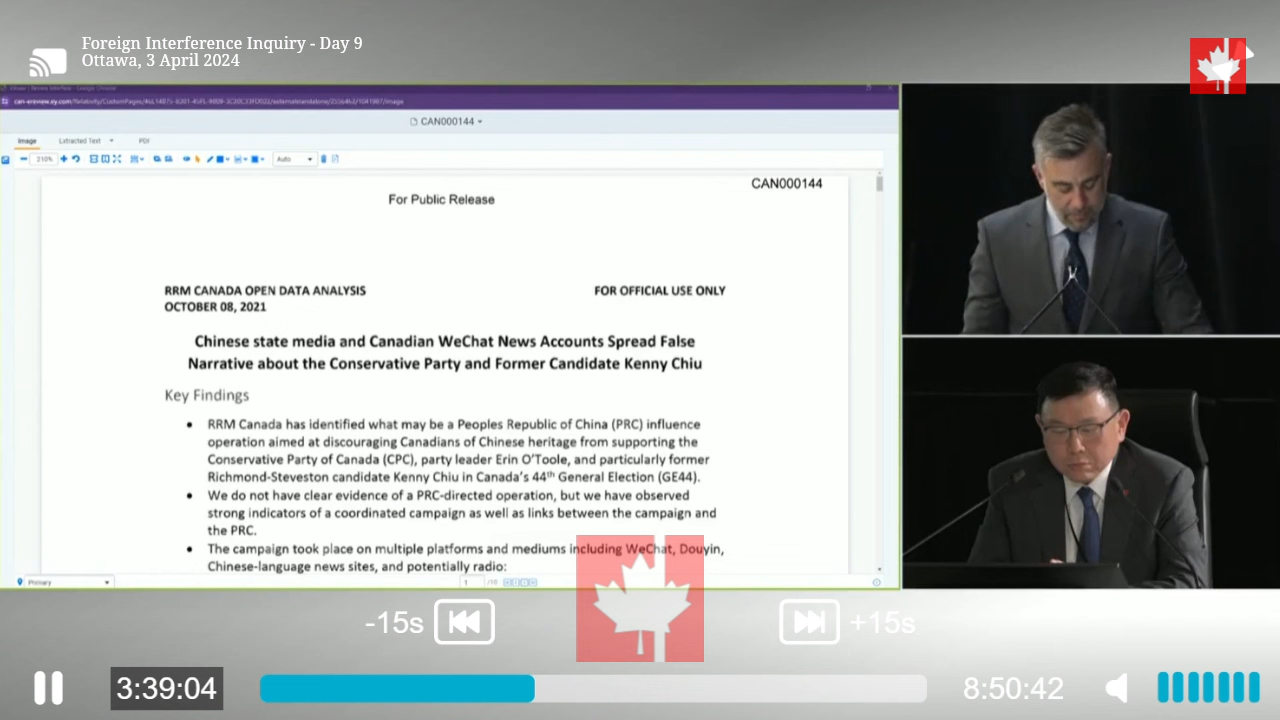 Foreign Interference Inquiry - Day 9
Ottawa, 3 April 2024
CAN000144
Image
Extracted Text
PDF
210%
Auto
CAN000144
For Public Release
RRM CANADA OPEN DATA ANALYSIS
FOR OFFICIAL USE ONLY
OCTOBER 08, 2021
Chinese state media and Canadian WeChat News Accounts Spread False
Narrative about the Conservative Party and Former Candidate Kenny Chiu
Key Findings
• RRM Canada has identified what may be a Peoples Republic of China (PRC) influence
operation aimed at discouraging Canadians of Chinese heritage from supporting the
Conservative Party of Canada (CPC), party leader Erin O'Toole, and particularly former
Richmond-Steveston candidate Kenny Chiu in Canada's 44th General Election (GE44).
• We do not have clear evidence of a PRC-directed operation, but we have observed
strong indicators of a coordinated campaign as well as links between the campaign and
the PRC.
• The campaign took place on multiple platforms and mediums including WeChat, Douyin,
Chinese-language news sites, and potentially radio:
Primary
1
/10
-15s
+15s
3:39:04
8:50:42